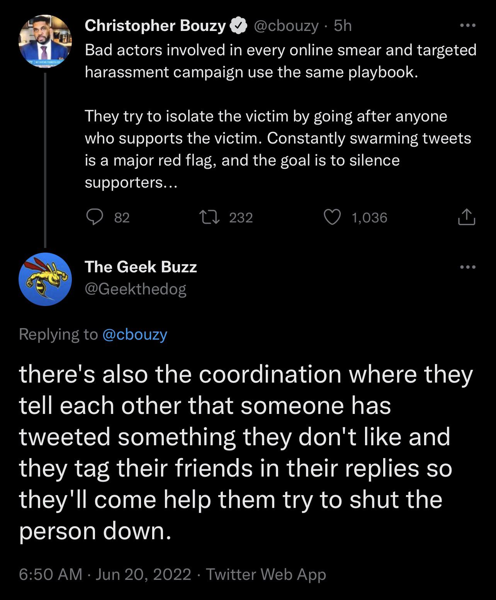 Christopher Bouzy @cbouzy · 5h
Bad actors involved in every online smear and targeted
harassment campaign use the same playbook.
They try to isolate the victim by going after anyone
who supports the victim. Constantly swarming tweets
is a major red flag, and the goal is to silence
supporters...
82 232 1,036
The Geek Buzz
@Geekthedog
Replying to @cbouzy
there's also the coordination where they
tell each other that someone has
tweeted something they don't like and
they tag their friends in their replies so
they'll come help them try to shut the
person down.
6:50 AM · Jun 20, 2022 · Twitter Web App